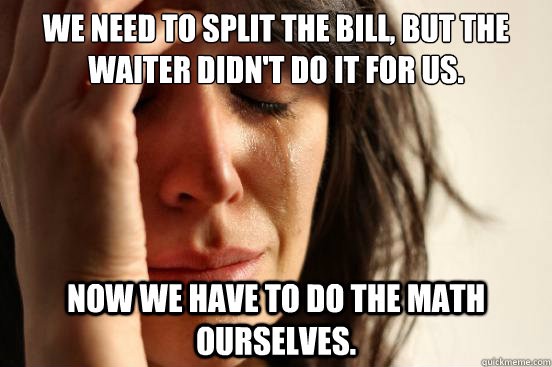 WE NEED TO SPLIT THE BILL, BUT THE
WAITER DIDN'T DO IT FOR US.
NOW WE HAVE TO DO THE MATH
OURSELVES.
quickmeme.com